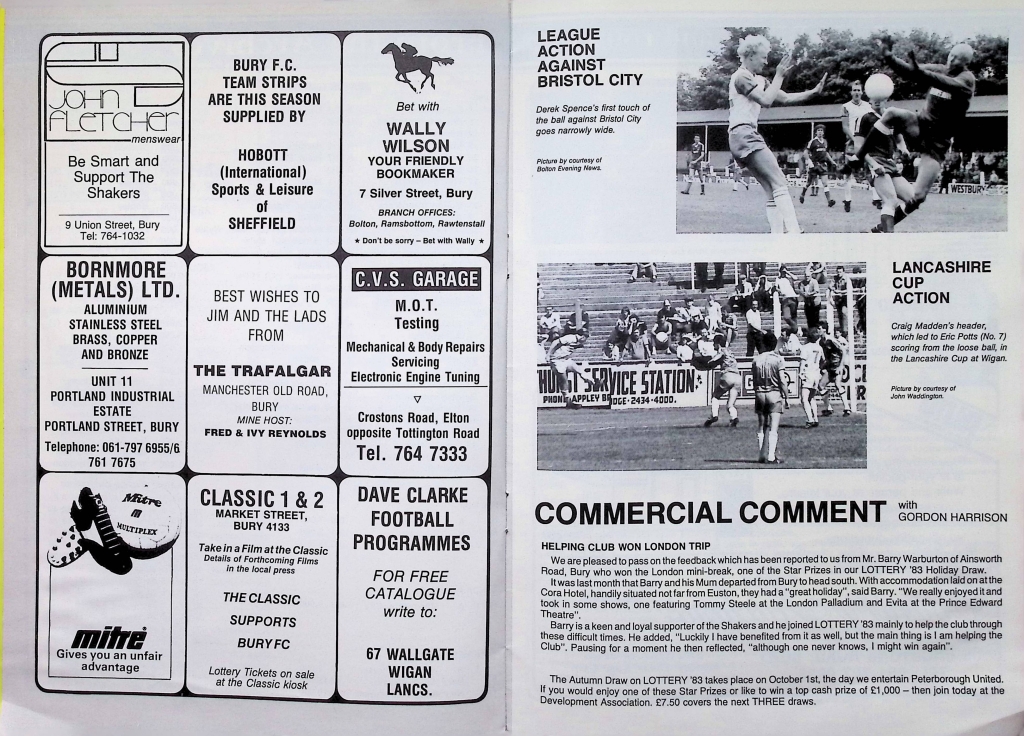 JOHN
FLETCHER
menswear
Be Smart and
Support The
Shakers
9 Union Street, Bury
Tel: 764-1032
BURY F.C.
TEAM STRIPS
ARE THIS SEASON
SUPPLIED BY
HOBOTT
(International)
Sports & Leisure
of
SHEFFIELD
Bet with
WALLY
WILSON
YOUR FRIENDLY
BOOKMAKER
7 Silver Street, Bury
BRANCH OFFICES:
Bolton, Ramsbottom, Rawtenstall
★ Don't be sorry – Bet with Wally ★
BORNMORE
(METALS) LTD.
ALUMINIUM
STAINLESS STEEL
BRASS, COPPER
AND BRONZE
UNIT 11
PORTLAND INDUSTRIAL
ESTATE
PORTLAND STREET, BURY
Telephone: 061-797 6955/6
761 7675
BEST WISHES TO
JIM AND THE LADS
FROM
THE TRAFALGAR
MANCHESTER OLD ROAD,
BURY
MINE HOST:
FRED & IVY REYNOLDS
C.V.S. GARAGE
M.O.T.
Testing
Mechanical & Body Repairs
Servicing
Electronic Engine Tuning
Crostons Road, Elton
opposite Tottington Road
Tel. 764 7333
Mitre
M
MULTIPLEX
mitre
Gives you an unfair
advantage
CLASSIC 1 & 2
MARKET STREET,
BURY 4133
Take in a Film at the Classic
Details of Forthcoming Films
in the local press
THE CLASSIC
SUPPORTS
BURY FC
Lottery Tickets on sale
at the Classic kiosk
DAVE CLARKE
FOOTBALL
PROGRAMMES
FOR FREE
CATALOGUE
write to:
67 WALLGATE
WIGAN
LANCS.
LEAGUE
ACTION
AGAINST
BRISTOL CITY
Derek Spence's first touch of
the ball against Bristol City
goes narrowly wide.
Picture by courtesy of
Bolton Evening News.
WESTBURY
LANCASHIRE
CUP
ACTION
Craig Madden's header,
which led to Eric Potts (No. 7)
scoring from the loose ball, in
the Lancashire Cup at Wigan.
Picture by courtesy of
John Waddington.
SERVICE STATION
APPLEY BRIDGE 2434-4000.
COMMERCIAL COMMENT with
GORDON HARRISON
HELPING CLUB WON LONDON TRIP
We are pleased to pass on the feedback which has been reported to us from Mr. Barry Warburton of Ainsworth
Road, Bury who won the London mini-break, one of the Star Prizes in our LOTTERY '83 Holiday Draw.
It was last month that Barry and his Mum departed from Bury to head south. With accommodation laid on at the
Cora Hotel, handily situated not far from Euston, they had a "great holiday", said Barry. "We really enjoyed it and
took in some shows, one featuring Tommy Steele at the London Palladium and Evita at the Prince Edward
Theatre".
Barry is a keen and loyal supporter of the Shakers and he joined LOTTERY '83 mainly to help the club through
these difficult times. He added, "Luckily I have benefited from it as well, but the main thing is I am helping the
Club". Pausing for a moment he then reflected, "although one never knows, I might win again".
The Autumn Draw on LOTTERY '83 takes place on October 1st, the day we entertain Peterborough United.
If you would enjoy one of these Star Prizes or like to win a top cash prize of £1,000 – then join today at the
Development Association. £7.50 covers the next THREE draws.